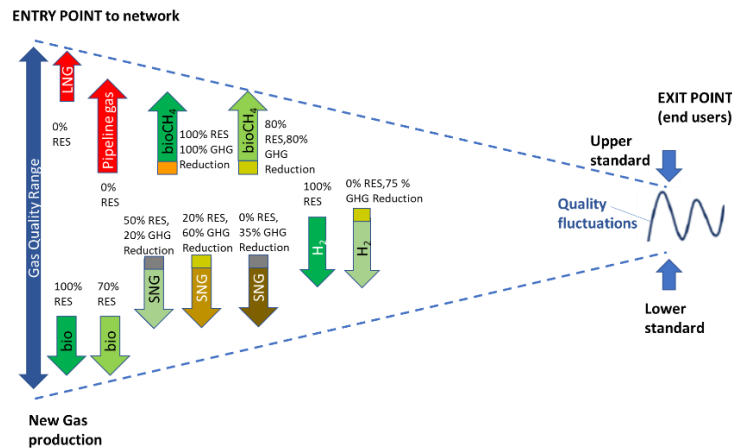 ENTRY POINT to network
LNG
0%
RES
Pipeline gas
0%
RES
bioCH4
100% RES
100% GHG
Reduction
bioCH4
80%
RES,80%
GHG
Reduction
EXIT POINT
(end users)
Upper
standard
Quality
fluctuations
Lower
standard
Gas Quality Range
50% RES,
20% GHG
Reduction
SNG
20% RES,
60% GHG
Reduction
SNG
0% RES,
35% GHG
Reduction
SNG
100%
RES
H2
0% RES,75 %
GHG Reduction
H2
100%
RES
bio
70%
RES
bio
New Gas
production